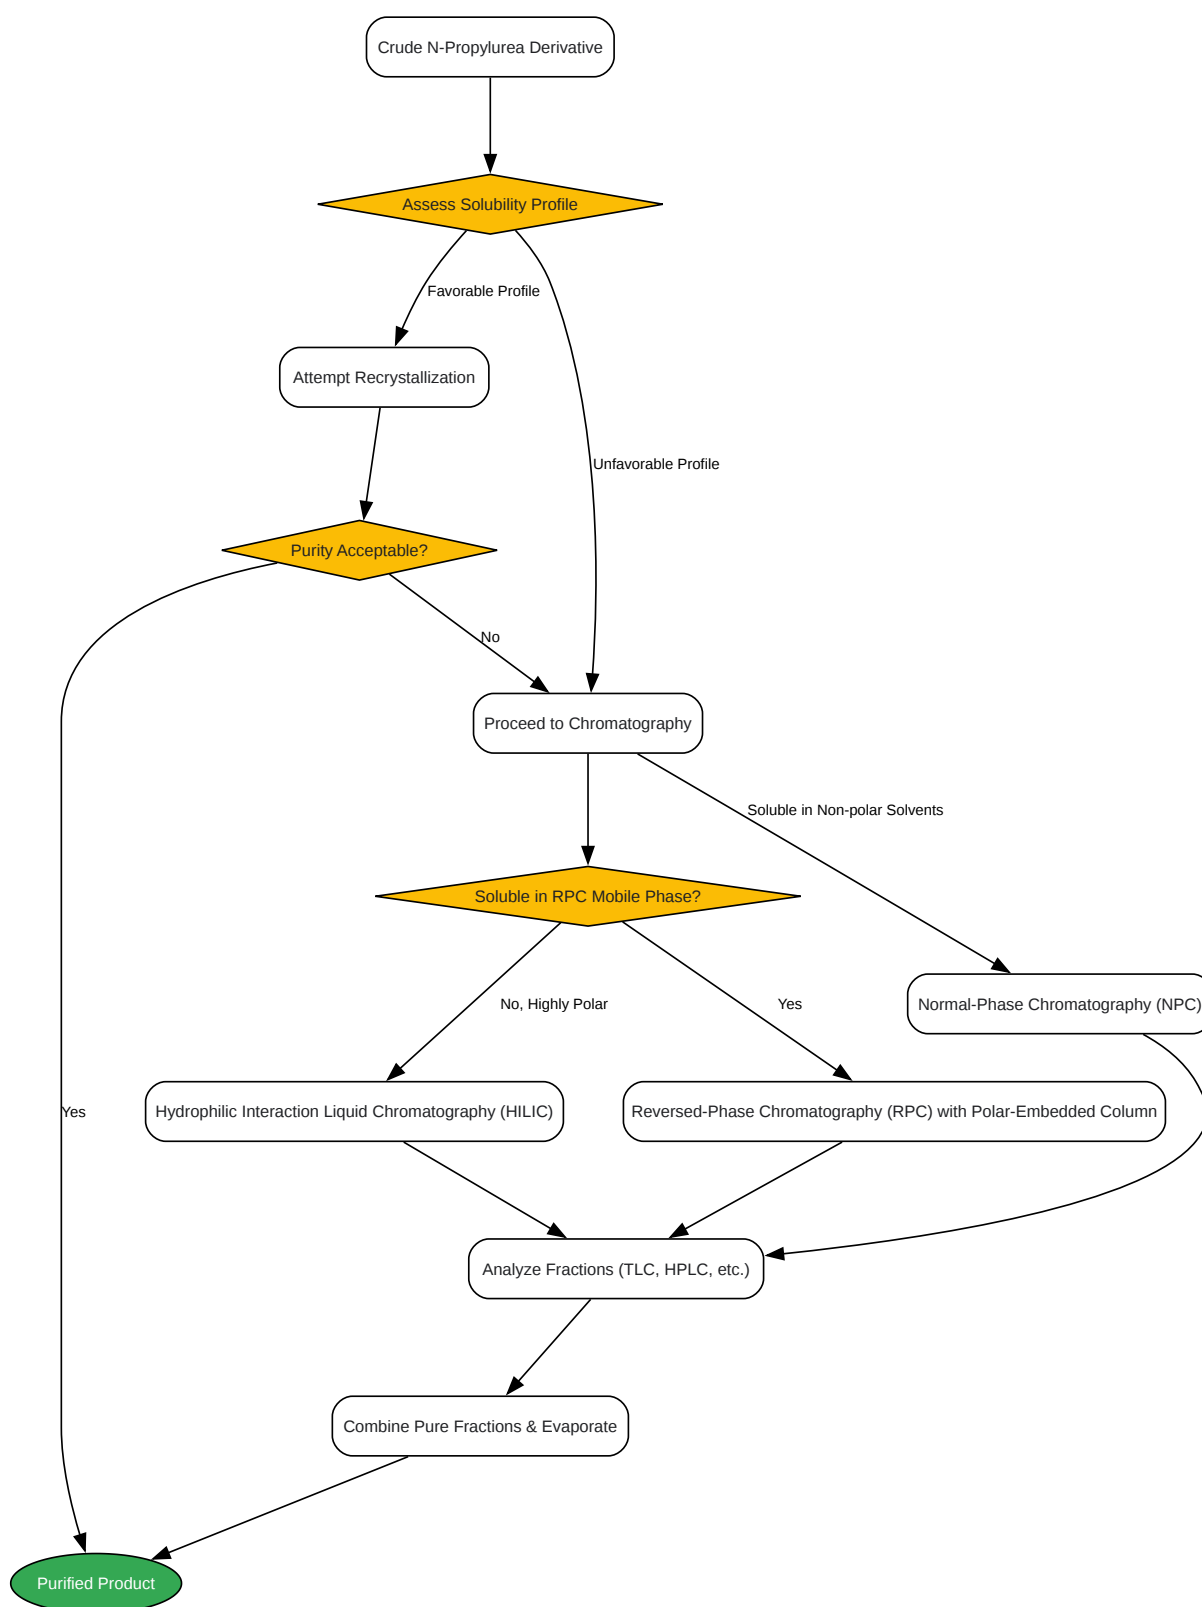 Crude N-Propylurea Derivative
Assess Solubility Profile
Favorable Profile
Attempt Recrystallization
Unfavorable Profile
Purity Acceptable?
No
Proceed to Chromatography
Soluble in Non-polar Solvents
Soluble in RPC Mobile Phase?
No, Highly Polar
Yes
Normal-Phase Chromatography (NPC)
Yes
Hydrophilic Interaction Liquid Chromatography (HILIC)
Reversed-Phase Chromatography (RPC) with Polar-Embedded Column
Analyze Fractions (TLC, HPLC, etc.)
Combine Pure Fractions & Evaporate
Purified Product